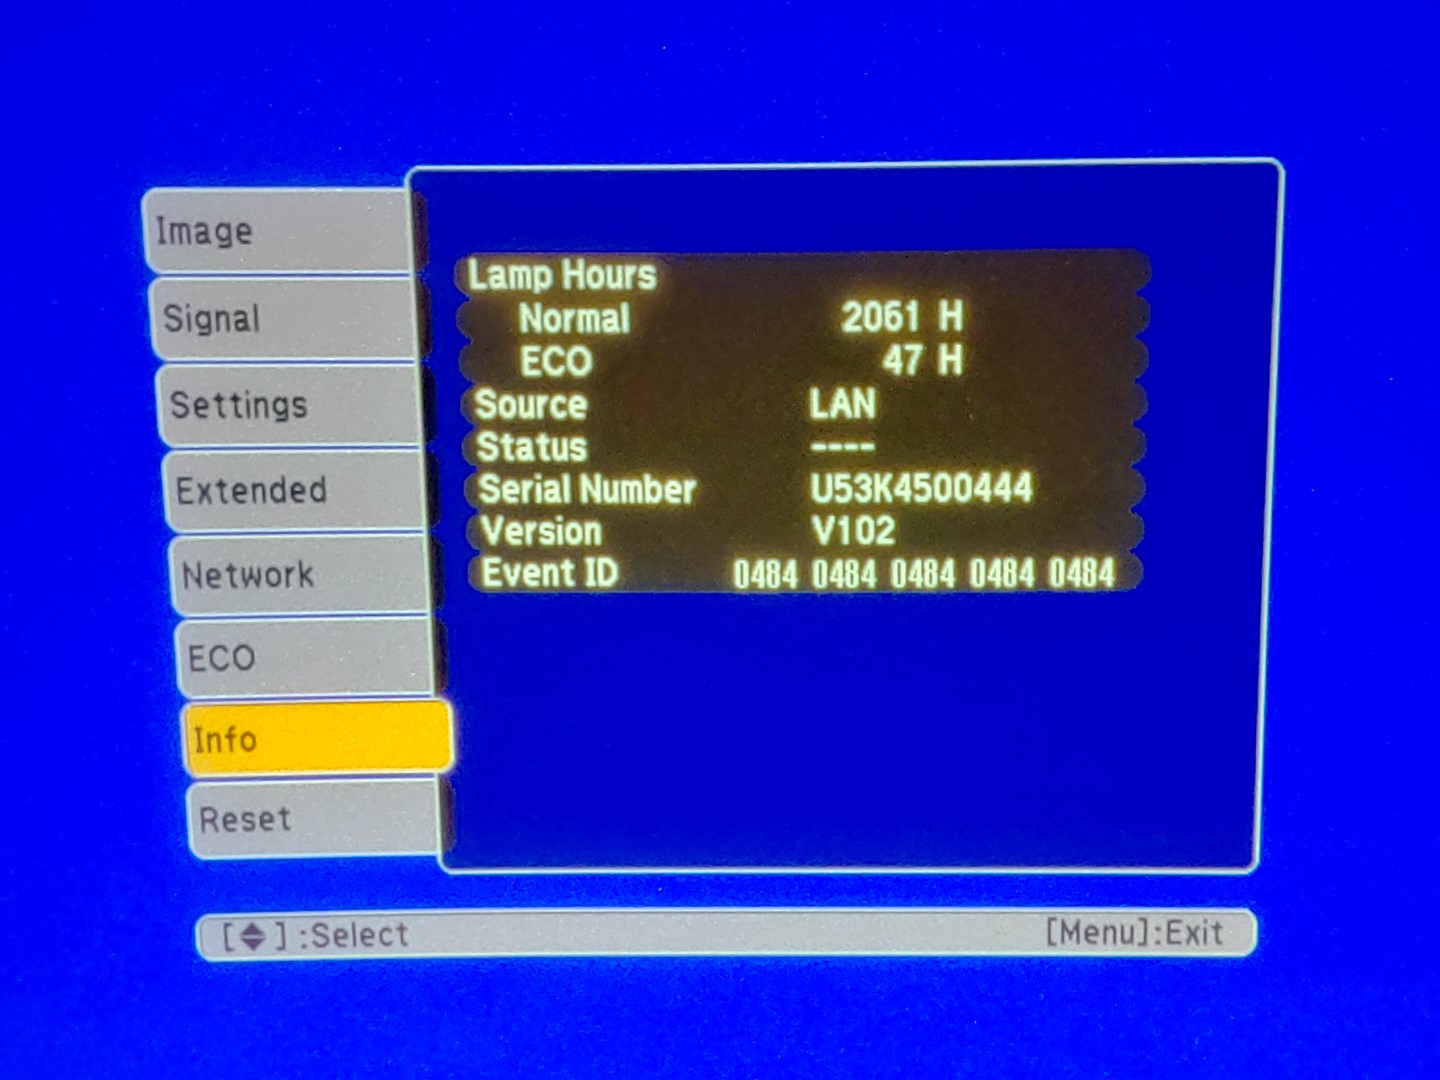 Image
Signal
Settings
Extended
Network
ECO
Info
Reset
Lamp Hours
Normal 2061 H
ECO 47 H
Source LAN
Status ----
Serial Number U53K4500444
Version V102
Event ID 0484 0484 0484 0484 0484
[◆] :Select [Menu]:Exit